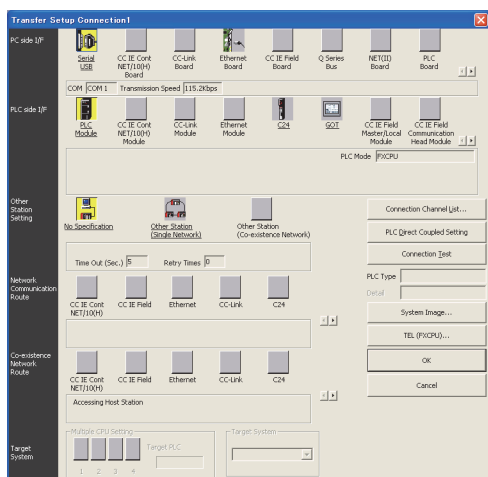 Transfer Setup Connection1
PC side I/F
Serial USB
CC IE Cont NET/10(H) Board
CC-Link Board
Ethernet Board
CC IE Field Board
Q Series Bus
NET(II) Board
PLC Board
COM COM 1 Transmission Speed 115.2Kbps
PLC side I/F
PLC Module
CC IE Cont NET/10(H) Module
CC-Link Module
Ethernet Module
C24
GOT
CC IE Field Master/Local Module
CC IE Field Communication Head Module
PLC Mode FXCPU
Other Station Setting
No Specification
Other Station (Single Network)
Other Station (Co-existence Network)
Time Out (Sec.) 5 Retry Times 0
Connection Channel List...
PLC Direct Coupled Setting
Connection Test
PLC Type
Detail
System Image...
TEL (FXCPU)...
OK
Cancel
Network Communication Route
CC IE Cont NET/10(H)
CC IE Field
Ethernet
CC-Link
C24
Co-existence Network Route
CC IE Cont NET/10(H)
CC IE Field
Ethernet
CC-Link
C24
Accessing Host Station
Target System
Multiple CPU Setting
1 2 3 4
Target PLC
Target System